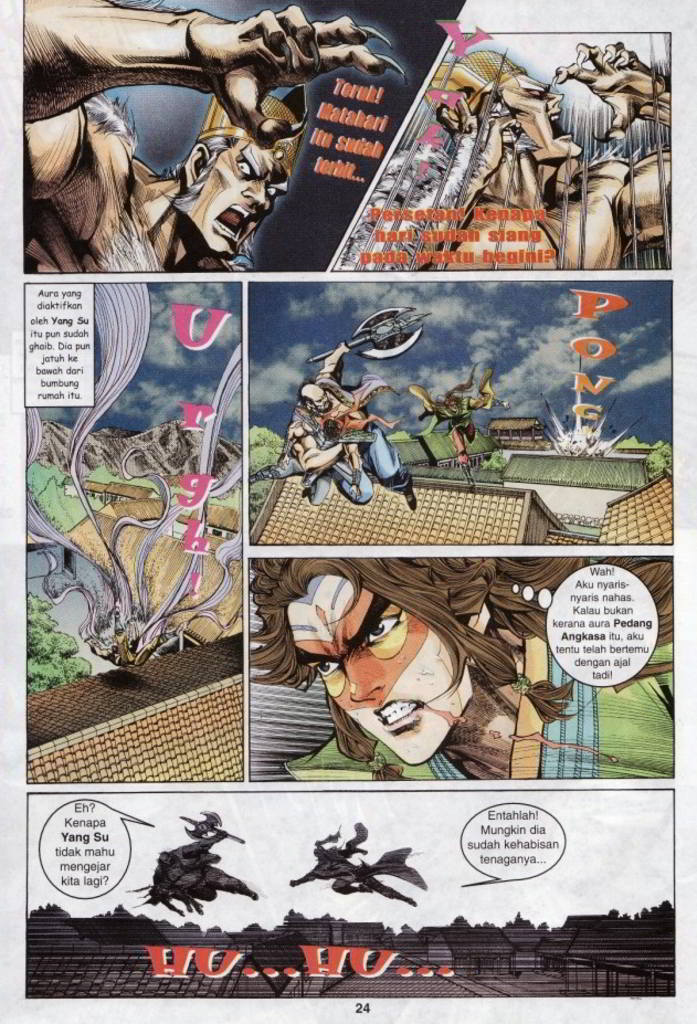 Teruk!
Matahari
itu sudah
terbit...
YAA!
Persetan! Kenapa
hari sudah siang
pada waktu begini?
Aura yang
diaktifkan
oleh Yang Su
itu pun sudah
ghaib. Dia pun
jatuh ke
bawah dari
bumbung
rumah itu.
Urgh!
PONG
Wah!
Aku nyaris-
nyaris nahas.
Kalau bukan
kerana aura Pedang
Angkasa itu, aku
tentu telah bertemu
dengan ajal
tadi!
Eh?
Kenapa
Yang Su
tidak mahu
mengejar
kita lagi?
Entahlah!
Mungkin dia
sudah kehabisan
tenaganya...
HU...HU...
24